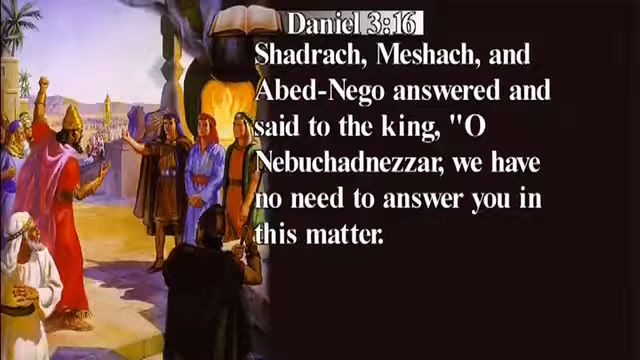 Daniel 3:16
Shadrach, Meshach, and
Abed-Nego answered and
said to the king, "O
Nebuchadnezzar, we have
no need to answer you in
this matter.